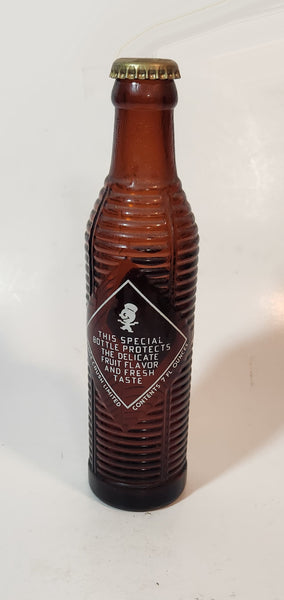 THIS SPECIAL
BOTTLE PROTECTS
THE DELICATE
FRUIT FLAVOR
AND FRESH
TASTE
LIMITED
CONTENTS 7 FL. OUNCES